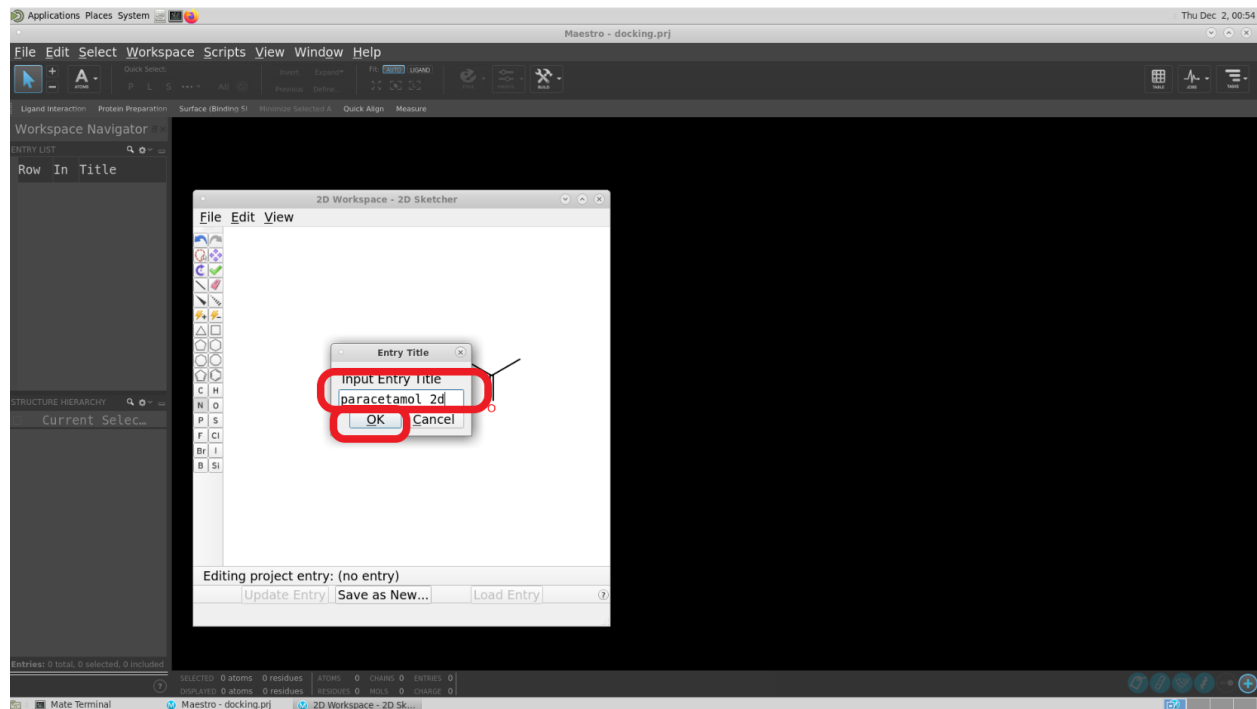 Applications Places System
Thu Dec 2, 00:54
Maestro - docking.prj
File Edit Select Workspace Scripts View Window Help
Quick Select:
Invert Expand+
Fit: AUTO LIGAND
ATOMS
P L S ••• All
Previous Define...
BUILD
TABLE
JOBS
TASKS
Ligand Interaction Protein Preparation Surface (Binding S) Minimize Selected A Quick Align Measure
Workspace Navigator
ENTRY LIST
Row In Title
2D Workspace - 2D Sketcher
File Edit View
Entry Title
Input Entry Title
paracetamol 2d
OK Cancel
O
C H
N O
P S
F Cl
Br I
B Si
STRUCTURE HIERARCHY
Current Selec...
Editing project entry: (no entry)
Update Entry Save as New... Load Entry
Entries: 0 total, 0 selected, 0 included
SELECTED 0 atoms 0 residues ATOMS 0 CHAINS 0 ENTRIES 0
DISPLAYED 0 atoms 0 residues RESIDUES 0 MOLS 0 CHARGE 0
Mate Terminal
Maestro - docking.prj
2D Workspace - 2D Sk...